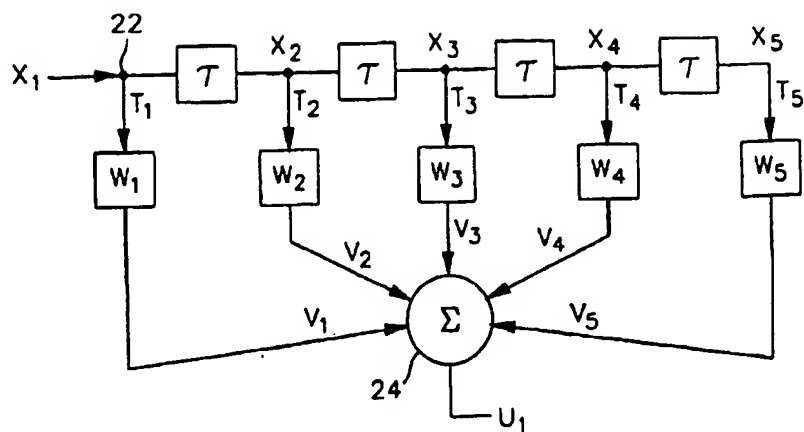 22
X₁ τ X₂ τ X₃ τ X₄ τ X₅
T₁ T₂ T₃ T₄ T₅
W₁ W₂ W₃ W₄ W₅
V₁ V₂ V₃ V₄ V₅
Σ
24
U₁